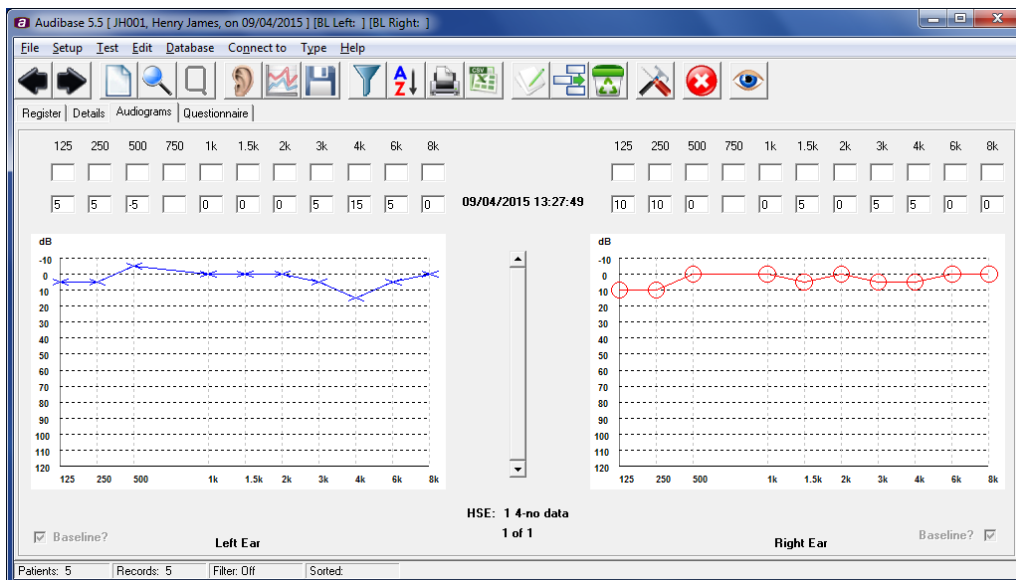 Audibase 5.5 [ JH001, Henry James, on 09/04/2015 ] [BL Left: ] [BL Right: ]
File Setup Test Edit Database Connect to Type Help
A Z CSV
Register Details Audiograms Questionnaire
125 250 500 750 1k 1.5k 2k 3k 4k 6k 8k 125 250 500 750 1k 1.5k 2k 3k 4k 6k 8k
5 5 -5 0 0 0 5 15 5 0 09/04/2015 13:27:49 10 10 0 0 5 0 5 5 0 0
dB dB
-10 -10
0 0
10 10
20 20
30 30
40 40
50 50
60 60
70 70
80 80
90 90
100 100
110 110
120 120
125 250 500 1k 1.5k 2k 3k 4k 6k 8k 125 250 500 1k 1.5k 2k 3k 4k 6k 8k
HSE: 1 4-no data
Baseline? Left Ear 1 of 1 Right Ear Baseline?
Patients: 5 Records: 5 Filter: Off Sorted: